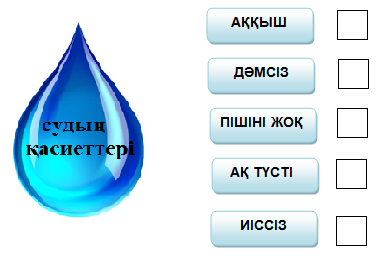 судың
қасиеттері
АҚҚЫШ
ДӘМСІЗ
ПІШІНІ ЖОҚ
АҚ ТҮСТІ
ИІССІЗ